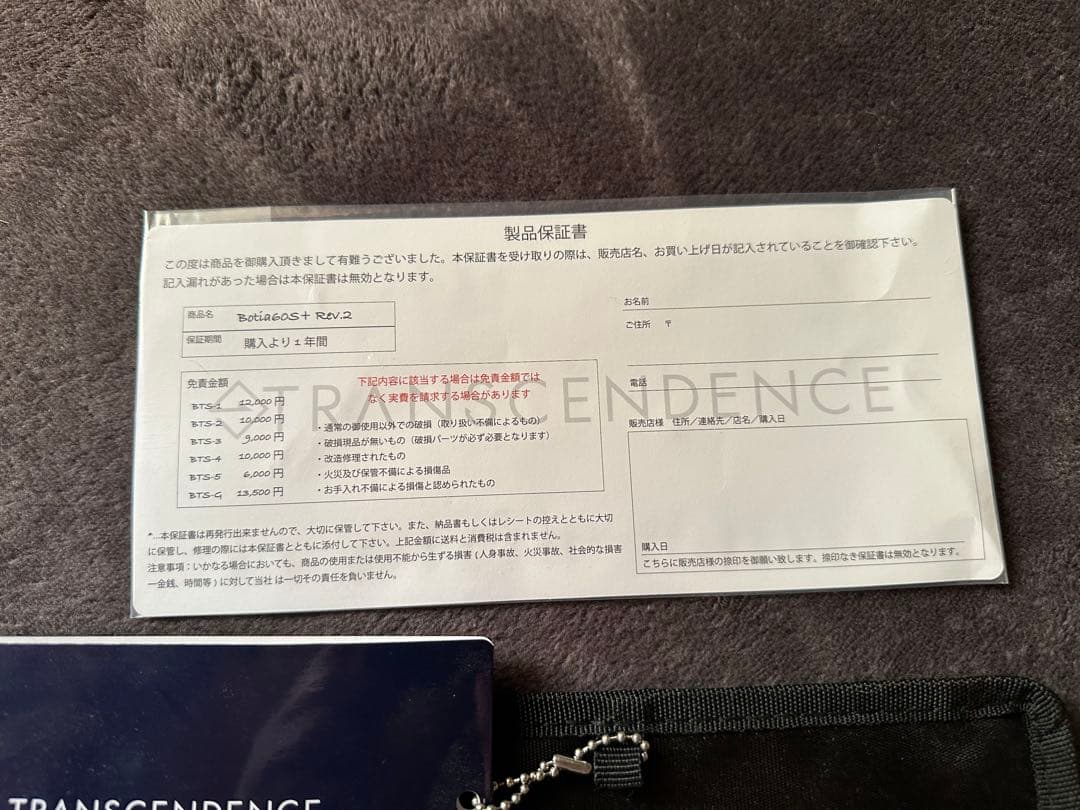 製品保証書
この度は商品を御購入頂きまして有難うございました。本保証書を受け取りの際は、販売店名、お買い上げ日が記入されていることを御確認下さい。
記入漏れがあった場合は本保証書は無効となります。
商品名 Botia60S+ Rev.2
保証期間 購入より1年間
免責金額
BTS-1 12,000円
BTS-2 10,000円
BTS-3 9,000円
BTS-4 10,000円
BTS-5 6,000円
BTS-G 13,500円
下記内容に該当する場合は免責金額では
なく実費を請求する場合があります
・通常の御使用以外での破損（取り扱い不備によるもの）
・破損現品が無いもの（破損パーツが必ず必要となります）
・改造修理されたもの
・火災及び保管不備による損傷品
・お手入れ不備による損傷と認められたもの
*...本保証書は再発行出来ませんので、大切に保管して下さい。また、納品書もしくはレシートの控えとともに大切
に保管し、修理の際には本保証書とともに添付して下さい。上記金額に送料と消費税は含まれません。
注意事項：いかなる場合においても、商品の使用または使用不能から生ずる損害(人身事故、火災事故、社会的な損害
一金銭、時間等)に対して当社は一切その責任を負いません。
お名前
ご住所 〒
電話
販売店様 住所／連絡先／店名／購入日
購入日
こちらに販売店様の捺印を御願い致します。捺印なき保証書は無効となります。
TRANSCENDENCE
TRANSCENDENCE